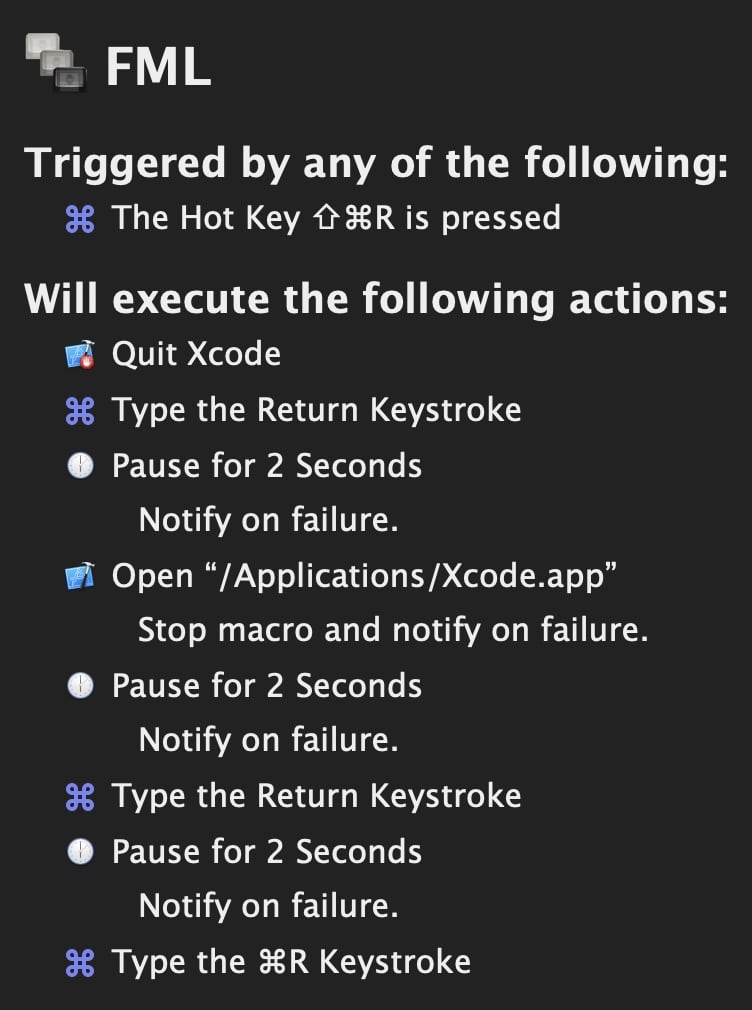 FML
Triggered by any of the following:
⌘ The Hot Key ⇧⌘R is pressed
Will execute the following actions:
Quit Xcode
⌘ Type the Return Keystroke
Pause for 2 Seconds
Notify on failure.
Open “/Applications/Xcode.app”
Stop macro and notify on failure.
Pause for 2 Seconds
Notify on failure.
⌘ Type the Return Keystroke
Pause for 2 Seconds
Notify on failure.
⌘ Type the ⌘R Keystroke